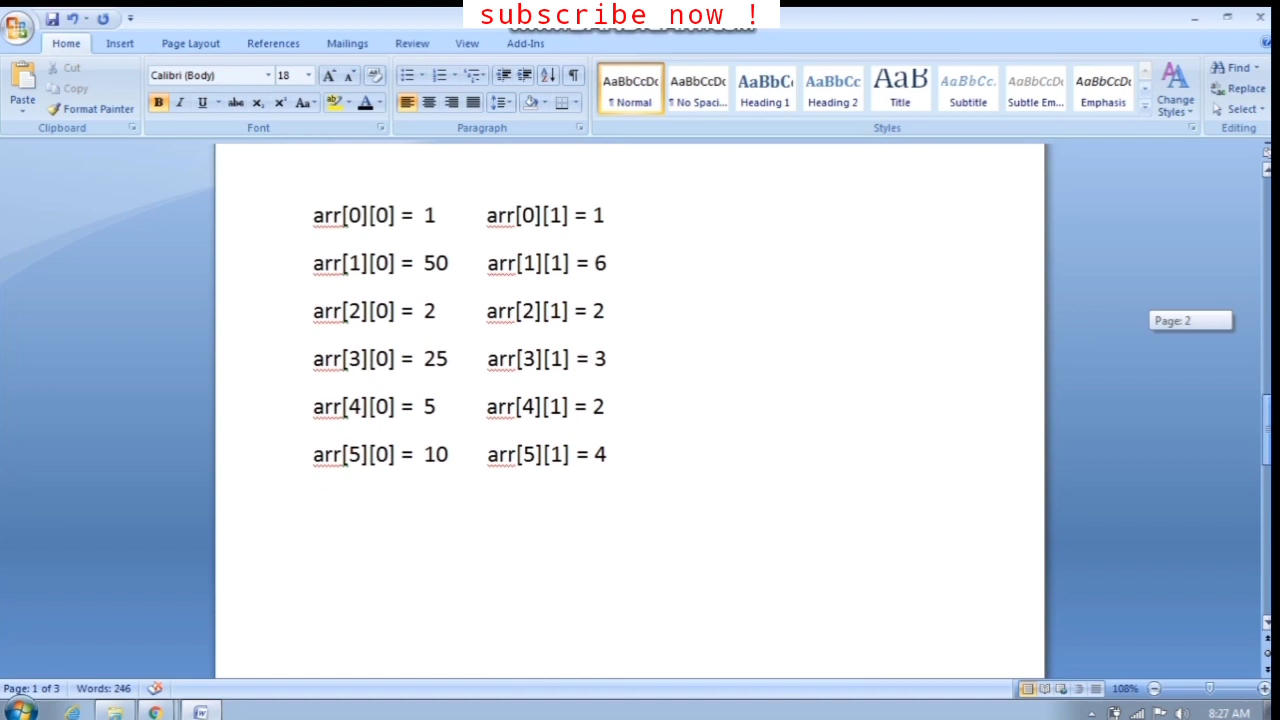 subscribe now !
Home Insert Page Layout References Mailings Review View Add-Ins
Paste
Cut
Copy
Format Painter
Clipboard
Calibri (Body) 18
Font
Paragraph
AaBbCcDc AaBbCcDc AaBbC AaBbCc AaB AaBbCc. AaBbCcDc AaBbCcDc
¶ Normal ¶ No Spaci... Heading 1 Heading 2 Title Subtitle Subtle Em... Emphasis
Change Styles
Styles
Find
Replace
Select
Editing
arr[0][0] = 1 arr[0][1] = 1
arr[1][0] = 50 arr[1][1] = 6
arr[2][0] = 2 arr[2][1] = 2
arr[3][0] = 25 arr[3][1] = 3
arr[4][0] = 5 arr[4][1] = 2
arr[5][0] = 10 arr[5][1] = 4
Page: 2
Page: 1 of 3 Words: 246 108%
8:27 AM